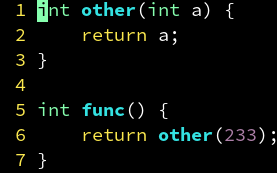 1 int other(int a) {
2     return a;
3 }
4
5 int func() {
6     return other(233);
7 }